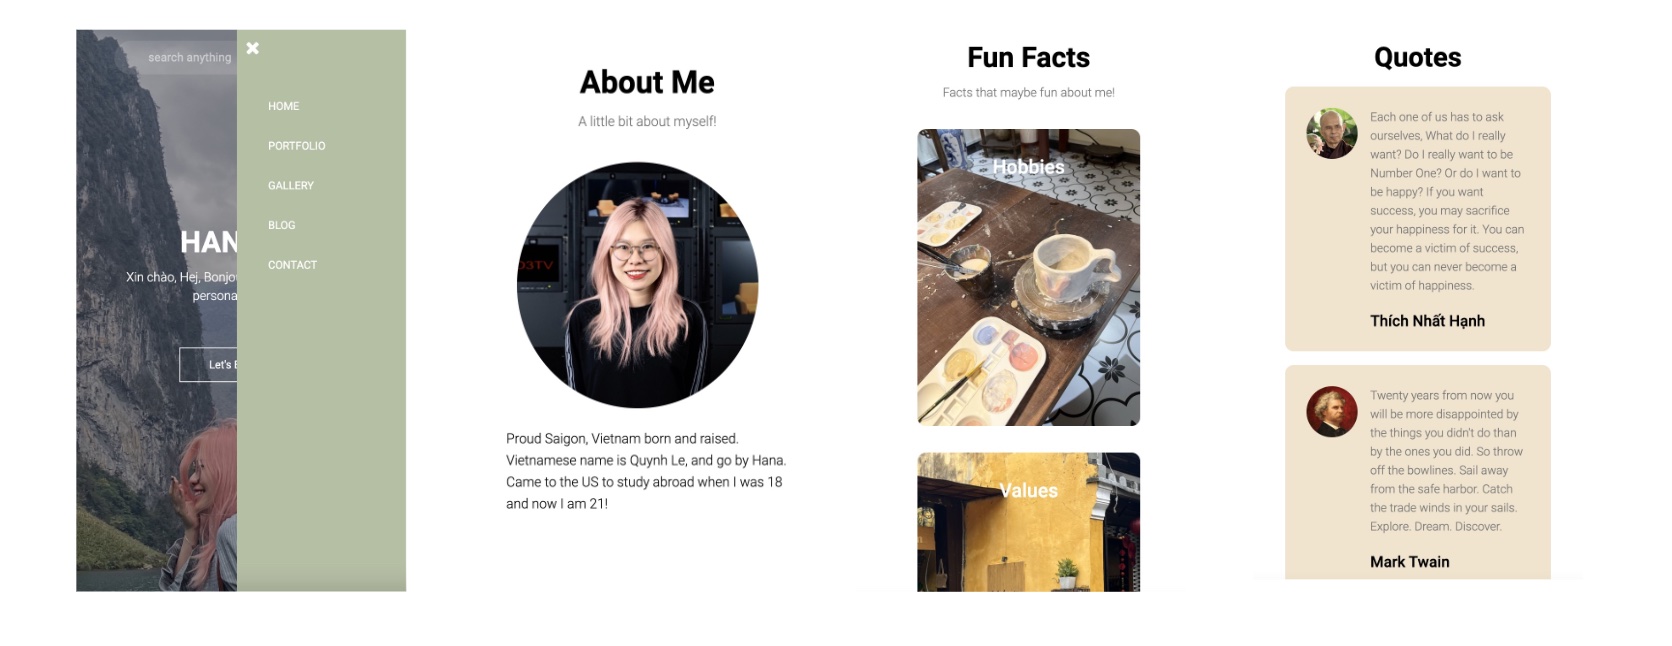 search anything
HOME
PORTFOLIO
GALLERY
BLOG
CONTACT
HAN
Xin chào, Hej, Bonjou
persona
Let's E
About Me
A little bit about myself!
D3TV
Proud Saigon, Vietnam born and raised.
Vietnamese name is Quynh Le, and go by Hana.
Came to the US to study abroad when I was 18
and now I am 21!
Fun Facts
Facts that maybe fun about me!
Hobbies
Values
Quotes
Each one of us has to ask
ourselves, What do I really
want? Do I really want to be
Number One? Or do I want to
be happy? If you want
success, you may sacrifice
your happiness for it. You can
become a victim of success,
but you can never become a
victim of happiness.
Thích Nhất Hạnh
Twenty years from now you
will be more disappointed by
the things you didn't do than
by the ones you did. So throw
off the bowlines. Sail away
from the safe harbor. Catch
the trade winds in your sails.
Explore. Dream. Discover.
Mark Twain